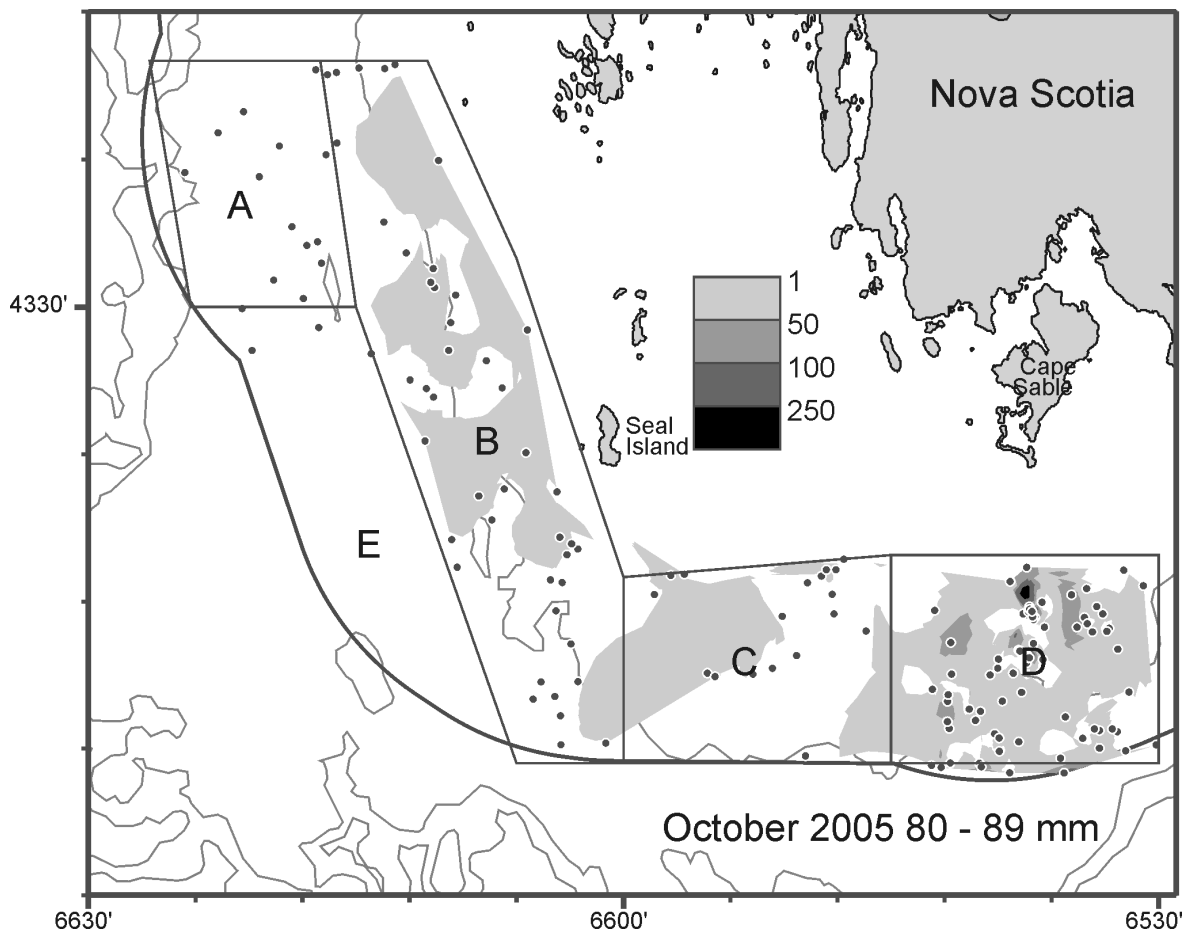 Nova Scotia
A
1
50
100
250
4330'
Cape
Sable
Seal
Island
B
E
C
D
October 2005 80 - 89 mm
6630'
6600'
6530'